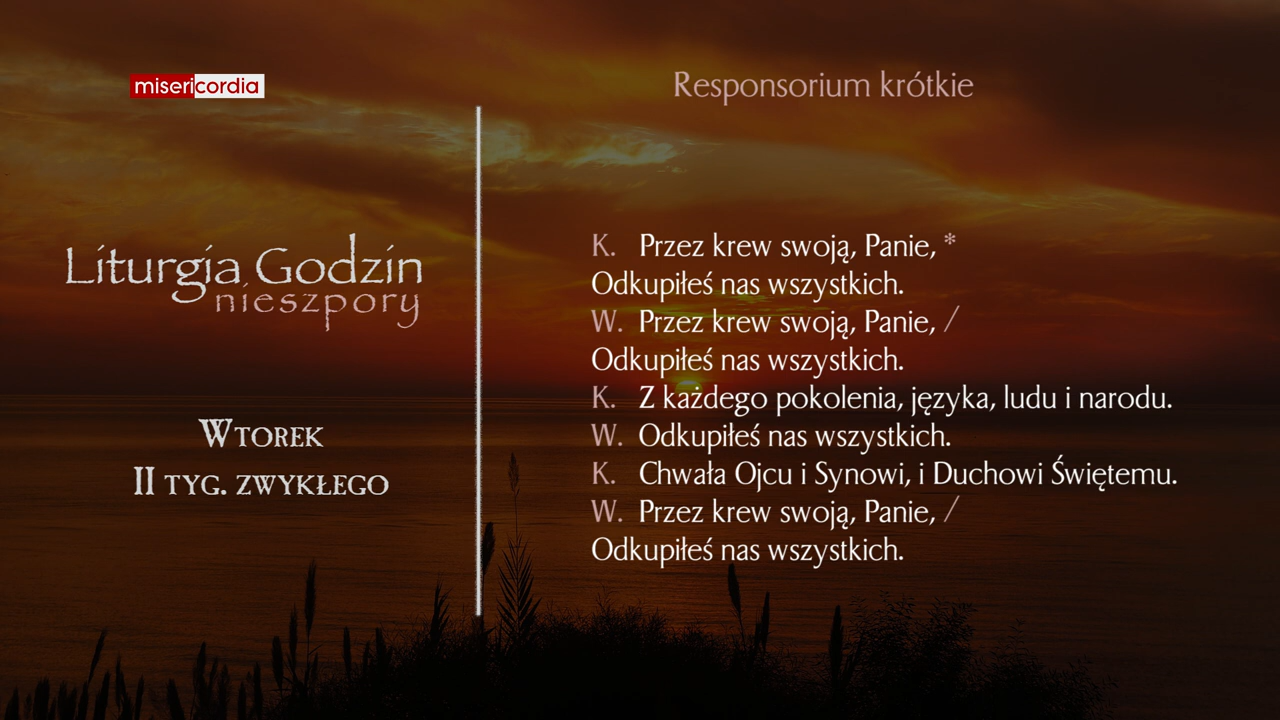 misericordia
Liturgia Godzin
nieszpory
Wtorek
II tyg. zwykłego
Responsorium krótkie
K. Przez krew swoją, Panie, *
Odkupiłeś nas wszystkich.
W. Przez krew swoją, Panie, /
Odkupiłeś nas wszystkich.
K. Z każdego pokolenia, języka, ludu i narodu.
W. Odkupiłeś nas wszystkich.
K. Chwała Ojcu i Synowi, i Duchowi Świętemu.
W. Przez krew swoją, Panie, /
Odkupiłeś nas wszystkich.